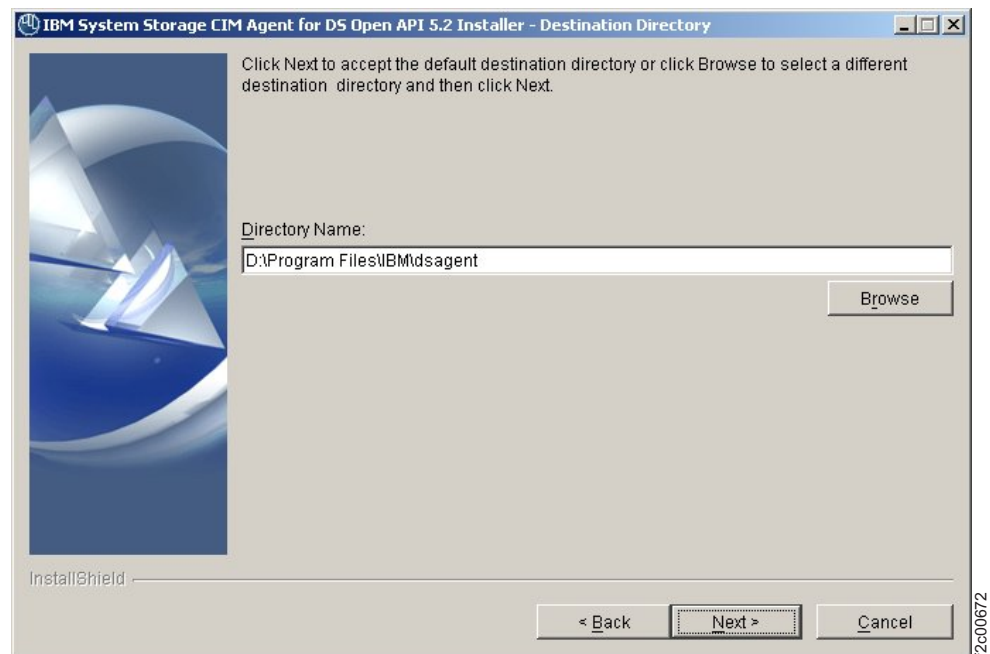 IBM System Storage CIM Agent for DS Open API 5.2 Installer - Destination Directory
Click Next to accept the default destination directory or click Browse to select a different
destination directory and then click Next.
Directory Name:
D:\Program Files\IBM\dsagent
Browse
InstallShield
< Back
Next >
Cancel
f2c00672